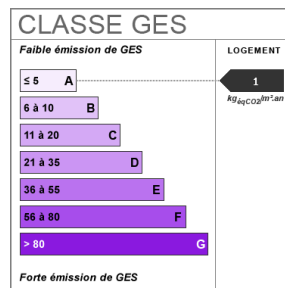 CLASSE GES
Faible émission de GES
LOGEMENT
≤ 5 A
1
kgéqCO2/m².an
6 à 10 B
11 à 20 C
21 à 35 D
36 à 55 E
56 à 80 F
> 80 G
Forte émission de GES